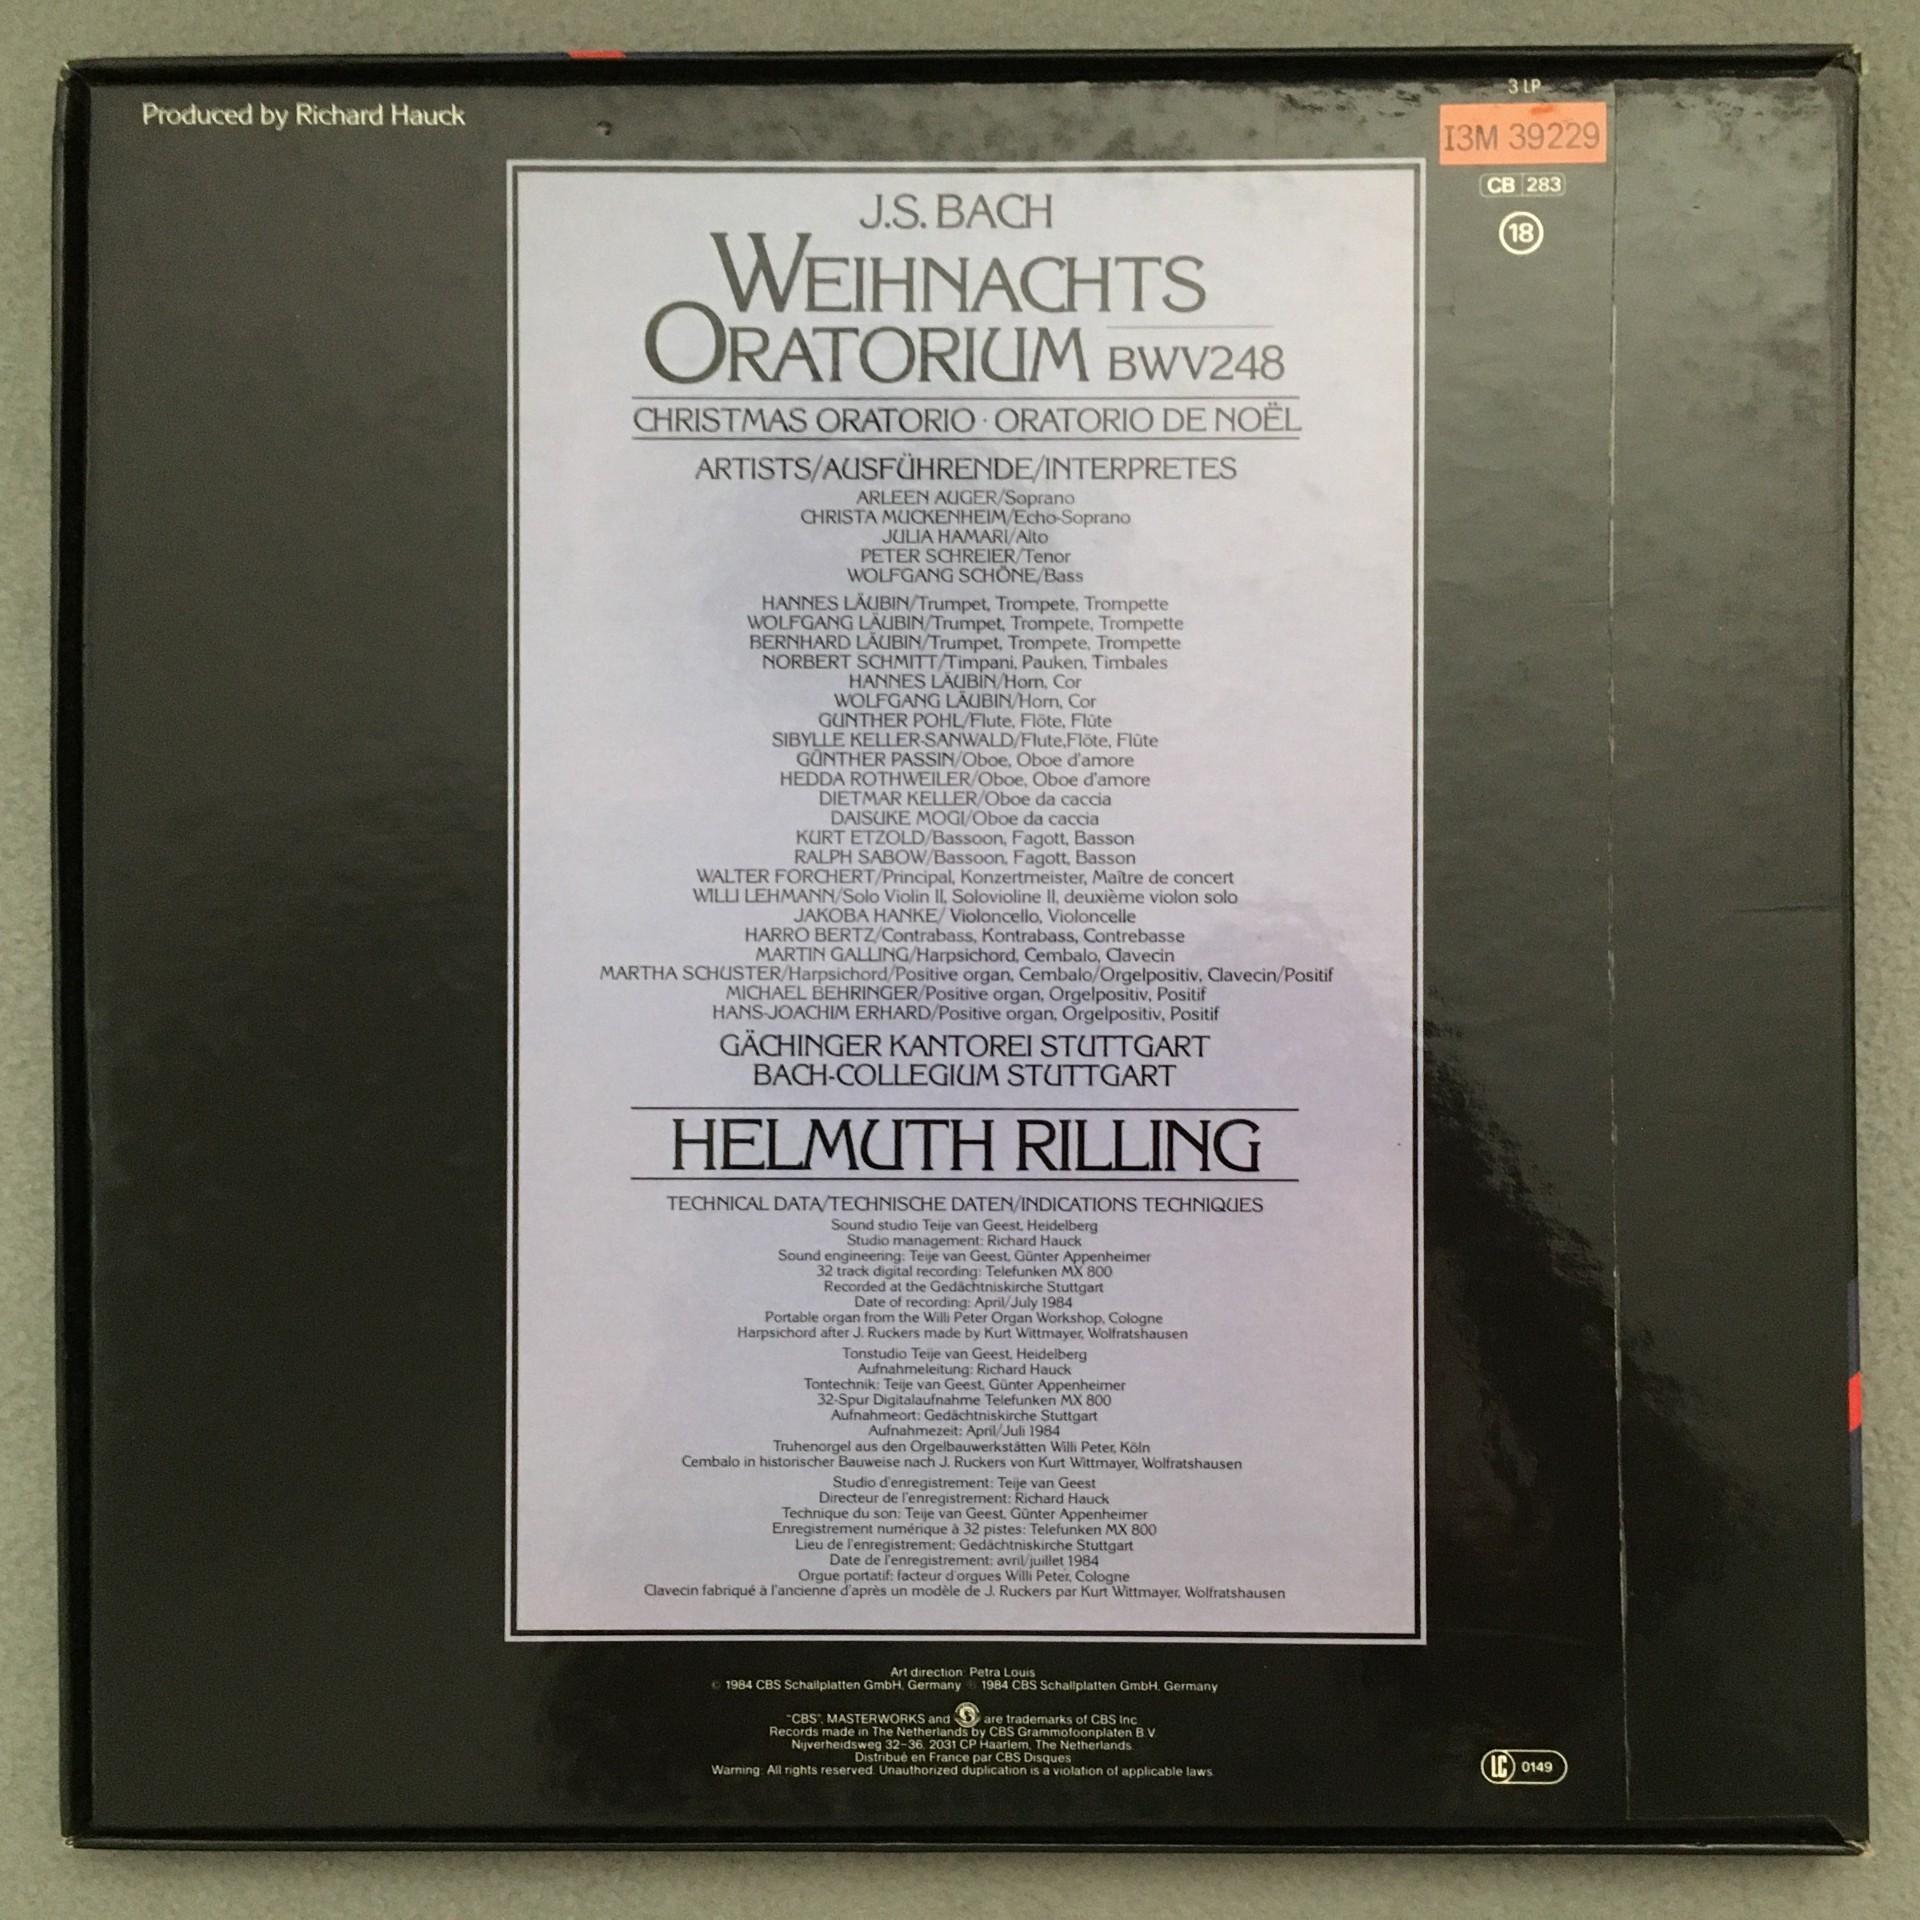 Produced by Richard Hauck
3 LP
I3M 39229
CB 283
18
J.S. BACH
WEIHNACHTS
ORATORIUM BWV248
CHRISTMAS ORATORIO · ORATORIO DE NOËL
ARTISTS/AUSFÜHRENDE/INTERPRETES
ARLEEN AUGER/Soprano
CHRISTA MUCKENHEIM/Echo-Soprano
JULIA HAMARI/Alto
PETER SCHREIER/Tenor
WOLFGANG SCHÖNE/Bass
HANNES LÄUBIN/Trumpet, Trompete, Trompette
WOLFGANG LÄUBIN/Trumpet, Trompete, Trompette
BERNHARD LÄUBIN/Trumpet, Trompete, Trompette
NORBERT SCHMITT/Timpani, Pauken, Timbales
HANNES LÄUBIN/Horn, Cor
WOLFGANG LÄUBIN/Horn, Cor
GUNTHER POHL/Flute, Flöte, Flûte
SIBYLLE KELLER-SANWALD/Flute,Flöte, Flûte
GÜNTHER PASSIN/Oboe, Oboe d'amore
HEDDA ROTHWEILER/Oboe, Oboe d'amore
DIETMAR KELLER/Oboe da caccia
DAISUKE MOGI/Oboe da caccia
KURT ETZOLD/Bassoon, Fagott, Basson
RALPH SABOW/Bassoon, Fagott, Basson
WALTER FORCHERT/Principal, Konzertmeister, Maître de concert
WILLI LEHMANN/Solo Violin II, Solovioline II, deuxième violon solo
JAKOBA HANKE/ Violoncello, Violoncelle
HARRO BERTZ/Contrabass, Kontrabass, Contrebasse
MARTIN GALLING/Harpsichord, Cembalo, Clavecin
MARTHA SCHUSTER/Harpsichord/Positive organ, Cembalo/Orgelpositiv, Clavecin/Positif
MICHAEL BEHRINGER/Positive organ, Orgelpositiv, Positif
HANS-JOACHIM ERHARD/Positive organ, Orgelpositiv, Positif
GÄCHINGER KANTOREI STUTTGART
BACH-COLLEGIUM STUTTGART
HELMUTH RILLING
TECHNICAL DATA/TECHNISCHE DATEN/INDICATIONS TECHNIQUES
Sound studio Teije van Geest, Heidelberg
Studio management: Richard Hauck
Sound engineering: Teije van Geest, Günter Appenheimer
32 track digital recording: Telefunken MX 800
Recorded at the Gedächtniskirche Stuttgart
Date of recording: April/July 1984
Portable organ from the Willi Peter Organ Workshop, Cologne
Harpsichord after J. Ruckers made by Kurt Wittmayer, Wolfratshausen
Tonstudio Teije van Geest, Heidelberg
Aufnahmeleitung: Richard Hauck
Tontechnik: Teije van Geest, Günter Appenheimer
32-Spur Digitalaufnahme Telefunken MX 800
Aufnahmeort: Gedächtniskirche Stuttgart
Aufnahmezeit: April/Juli 1984
Truhenorgel aus den Orgelbauwerkstätten Willi Peter, Köln
Cembalo in historischer Bauweise nach J. Ruckers von Kurt Wittmayer, Wolfratshausen
Studio d'enregistrement: Teije van Geest
Directeur de l'enregistrement: Richard Hauck
Technique du son: Teije van Geest, Günter Appenheimer
Enregistrement numérique à 32 pistes: Telefunken MX 800
Lieu de l'enregistrement: Gedächtniskirche Stuttgart
Date de l'enregistrement: avril/juillet 1984
Orgue portatif: facteur d'orgues Willi Peter, Cologne
Clavecin fabriqué à l'ancienne d'après un modèle de J. Ruckers par Kurt Wittmayer, Wolfratshausen
Art direction: Petra Louis
© 1984 CBS Schallplatten GmbH, Germany ℗ 1984 CBS Schallplatten GmbH, Germany
"CBS", MASTERWORKS and are trademarks of CBS Inc
Records made in The Netherlands by CBS Grammofoonplaten B.V.
Nijverheidsweg 32-36, 2031 CP Haarlem, The Netherlands.
Distribué en France par CBS Disques
Warning: All rights reserved. Unauthorized duplication is a violation of applicable laws.
LC 0149